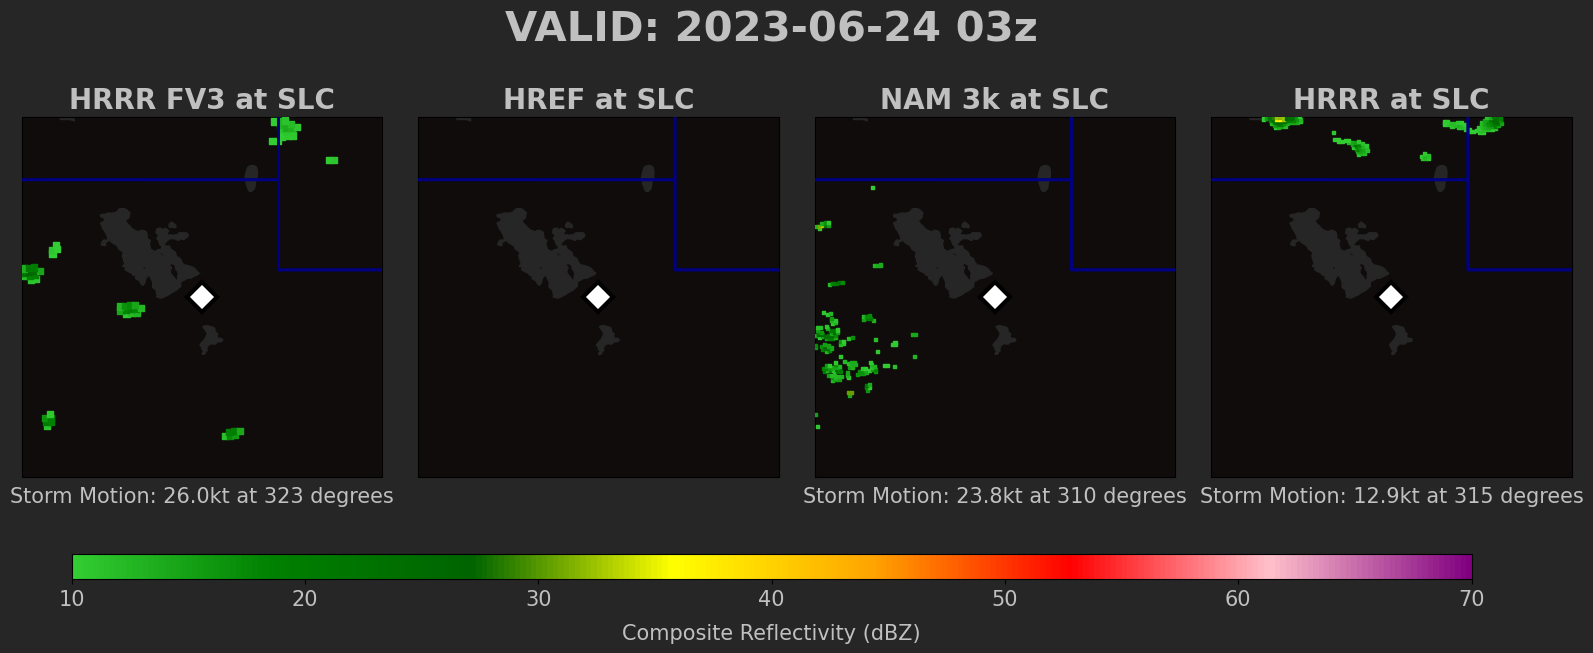 VALID: 2023-06-24 03z
HRRR FV3 at SLC
HREF at SLC
NAM 3k at SLC
HRRR at SLC
Storm Motion: 26.0kt at 323 degrees
Storm Motion: 23.8kt at 310 degrees
Storm Motion: 12.9kt at 315 degrees
10 20 30 40 50 60 70
Composite Reflectivity (dBZ)